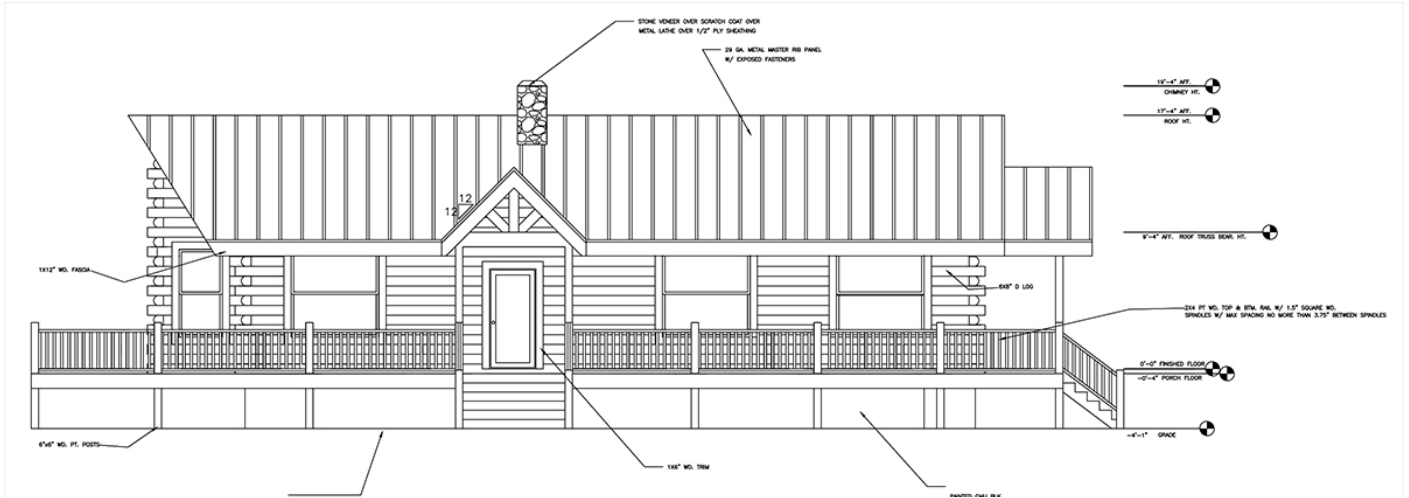 STONE VENEER OVER SCRATCH COAT OVER
METAL LATHE OVER 1/2" PLY SHEATHING
29 GA. METAL MASTER RIB PANEL
W/ EXPOSED FASTENERS
19'-4" AFF.
CHIMNEY HT.
17'-4" AFF.
ROOF HT.
12
12
9'-4" AFF. ROOF TRUSS BEAR. HT.
1X12" WD. FASCIA
6X8" D LOG
2X4 PT WD. TOP & BTM. RAIL W/ 1.5" SQUARE WD.
SPINDLES W/ MAX SPACING NO MORE THAN 3.75" BETWEEN SPINDLES
0'-0" FINISHED FLOOR
-0'-4" PORCH FLOOR
-4'-1" GRADE
6"x6" WD. PT. POSTS
1X6" WD. TRIM
PAINTED CMU BLK